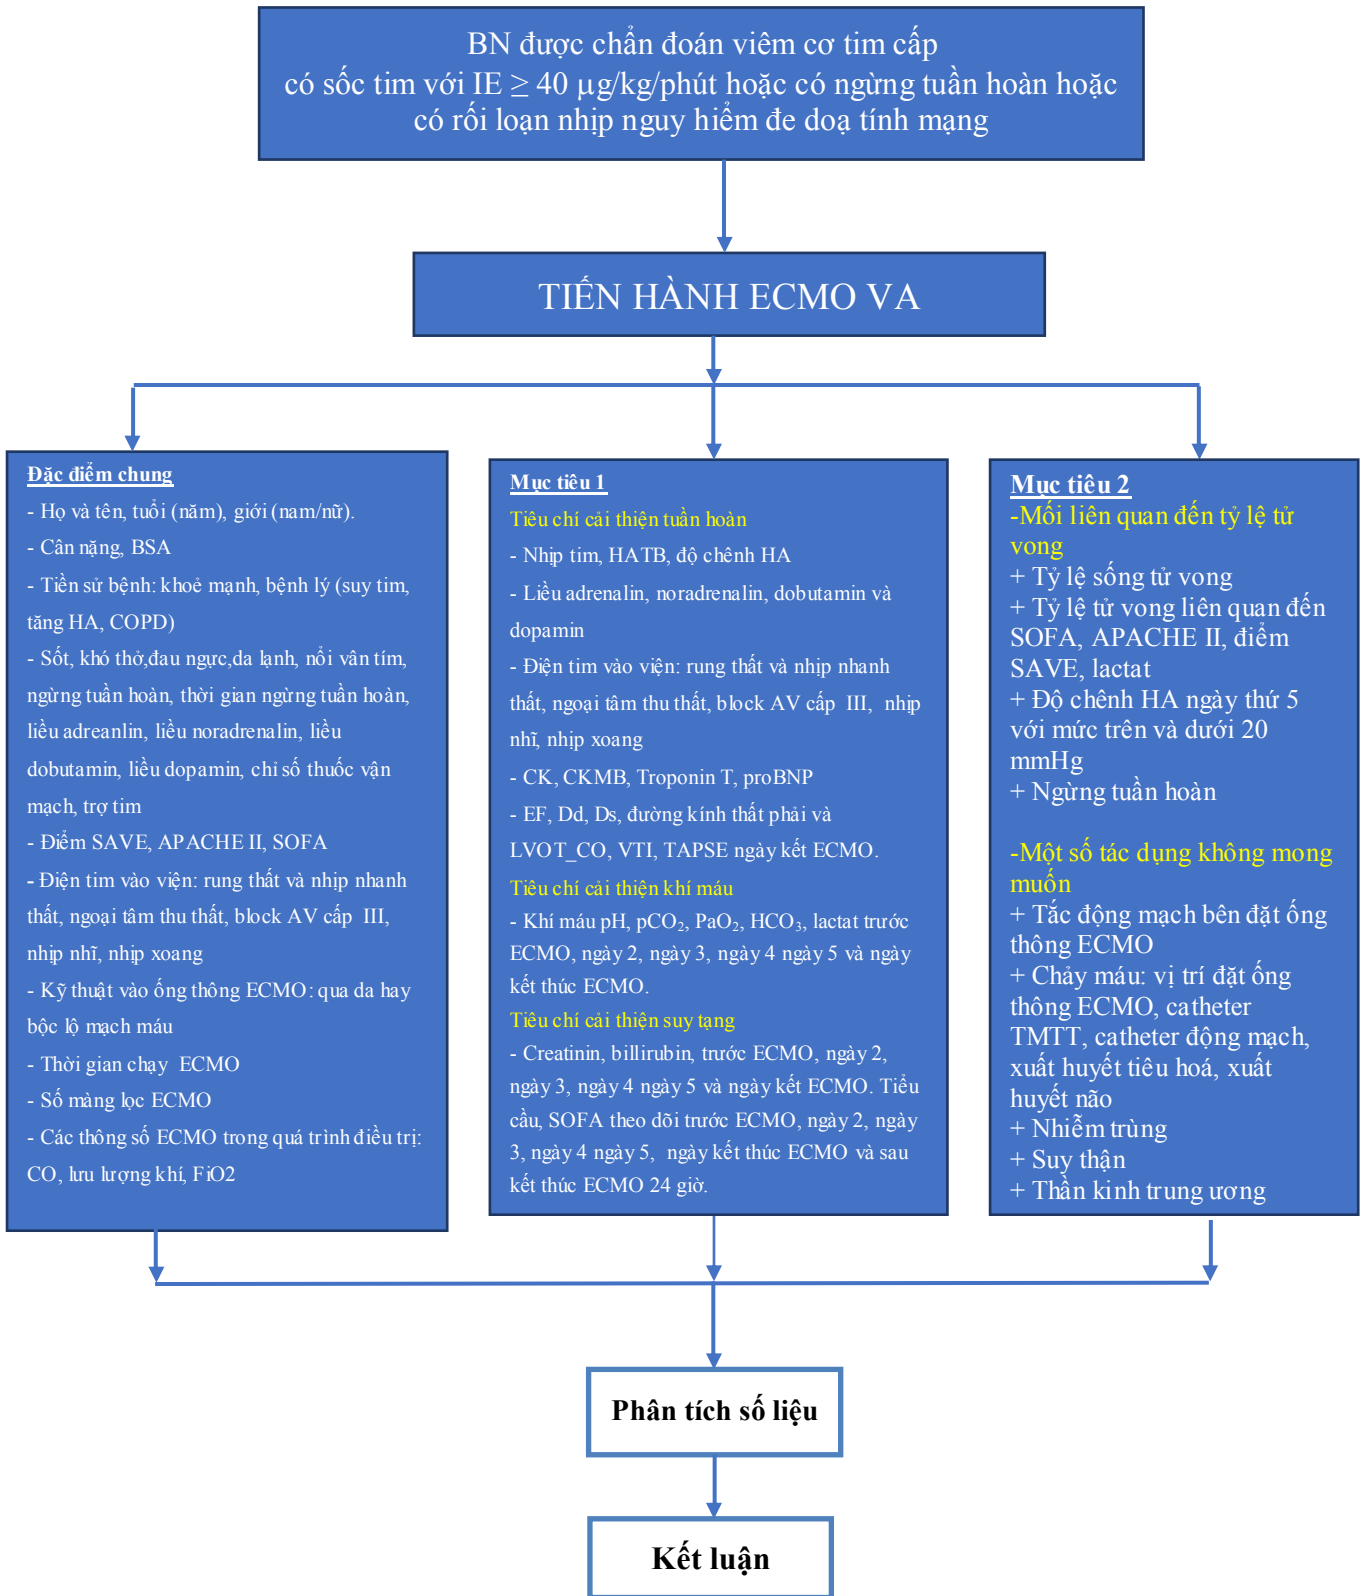 BN được chẩn đoán viêm cơ tim cấp
có sốc tim với IE ≥ 40 µg/kg/phút hoặc có ngừng tuần hoàn hoặc
có rối loạn nhịp nguy hiểm đe doạ tính mạng
TIẾN HÀNH ECMO VA
Đặc điểm chung
- Họ và tên, tuổi (năm), giới (nam/nữ).
- Cân nặng, BSA
- Tiền sử bệnh: khoẻ mạnh, bệnh lý (suy tim,
tăng HA, COPD)
- Sốt, khó thở,đau ngực,da lạnh, nổi vân tím,
ngừng tuần hoàn, thời gian ngừng tuần hoàn,
liều adreanlin, liều noradrenalin, liều
dobutamin, liều dopamin, chỉ số thuốc vận
mạch, trợ tim
- Điểm SAVE, APACHE II, SOFA
- Điện tim vào viện: rung thất và nhịp nhanh
thất, ngoại tâm thu thất, block AV cấp III,
nhịp nhĩ, nhịp xoang
- Kỹ thuật vào ống thông ECMO: qua da hay
bộc lộ mạch máu
- Thời gian chạy ECMO
- Số màng lọc ECMO
- Các thông số ECMO trong quá trình điều trị:
CO, lưu lượng khí, FiO2
Mục tiêu 1
Tiêu chí cải thiện tuần hoàn
- Nhịp tim, HATB, độ chênh HA
- Liều adrenalin, noradrenalin, dobutamin và
dopamin
- Điện tim vào viện: rung thất và nhịp nhanh
thất, ngoại tâm thu thất, block AV cấp III, nhịp
nhĩ, nhịp xoang
- CK, CKMB, Troponin T, proBNP
- EF, Dd, Ds, đường kính thất phải và
LVOT_CO, VTI, TAPSE ngày kết ECMO.
Tiêu chí cải thiện khí máu
- Khí máu pH, pCO₂, PaO₂, HCO₃, lactat trước
ECMO, ngày 2, ngày 3, ngày 4 ngày 5 và ngày
kết thúc ECMO.
Tiêu chí cải thiện suy tạng
- Creatinin, billirubin, trước ECMO, ngày 2,
ngày 3, ngày 4 ngày 5 và ngày kết ECMO. Tiểu
cầu, SOFA theo dõi trước ECMO, ngày 2, ngày
3, ngày 4 ngày 5, ngày kết thúc ECMO và sau
kết thúc ECMO 24 giờ.
Mục tiêu 2
-Mối liên quan đến tỷ lệ tử
vong
+ Tỷ lệ sống tử vong
+ Tỷ lệ tử vong liên quan đến
SOFA, APACHE II, điểm
SAVE, lactat
+ Độ chênh HA ngày thứ 5
với mức trên và dưới 20
mmHg
+ Ngừng tuần hoàn
-Một số tác dụng không mong
muốn
+ Tắc động mạch bên đặt ống
thông ECMO
+ Chảy máu: vị trí đặt ống
thông ECMO, catheter
TMTT, catheter động mạch,
xuất huyết tiêu hoá, xuất
huyết não
+ Nhiễm trùng
+ Suy thận
+ Thần kinh trung ương
Phân tích số liệu
Kết luận